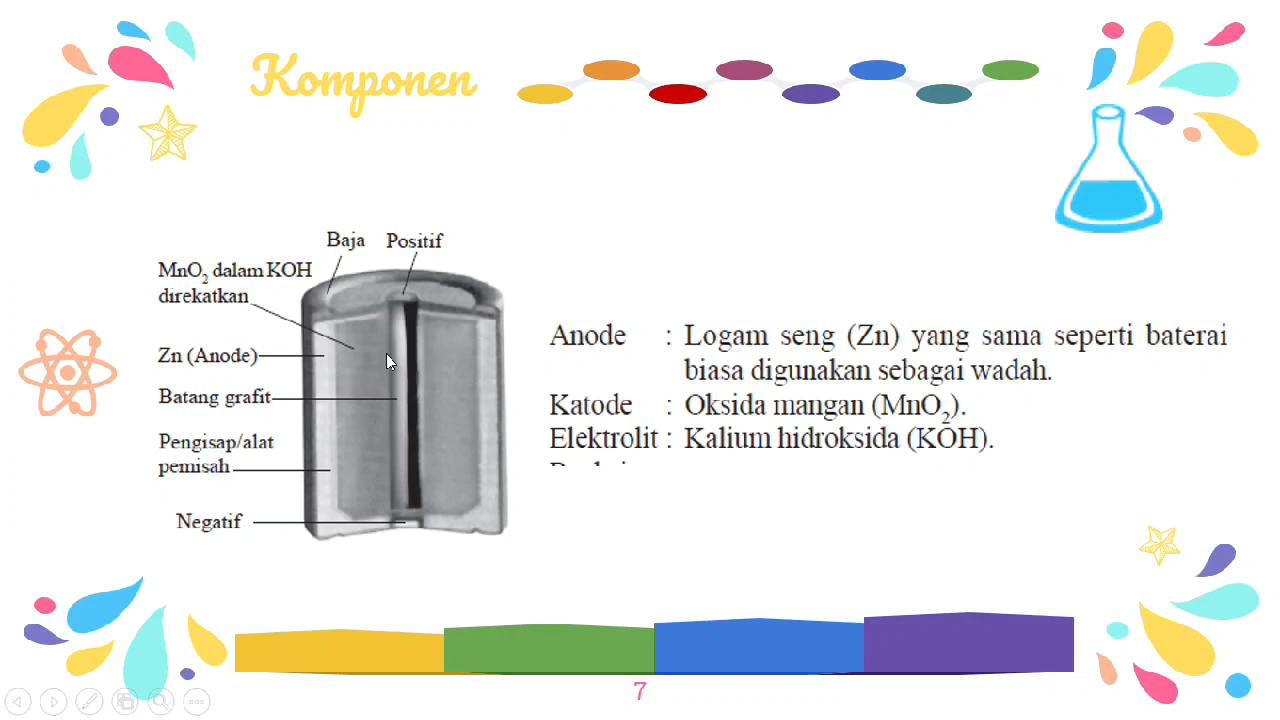 Komponen
Baja Positif
MnO2 dalam KOH
direkatkan
Zn (Anode)
Batang grafit
Pengisap/alat
pemisah
Negatif
Anode : Logam seng (Zn) yang sama seperti baterai
biasa digunakan sebagai wadah.
Katode : Oksida mangan (MnO2).
Elektrolit : Kalium hidroksida (KOH).
7